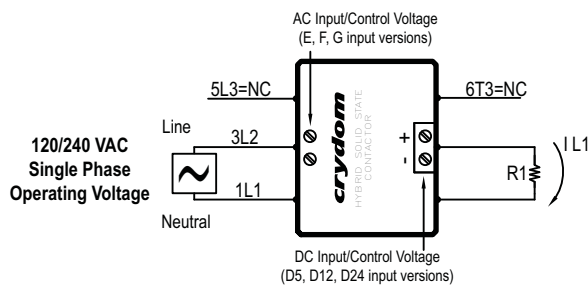 AC Input/Control Voltage
(E, F, G input versions)
5L3=NC
6T3=NC
120/240 VAC
Single Phase
Operating Voltage
Line
3L2
1L1
Neutral
crydom
HYBRID SOLID STATE
CONTACTOR
+
-
R1
I L1
DC Input/Control Voltage
(D5, D12, D24 input versions)